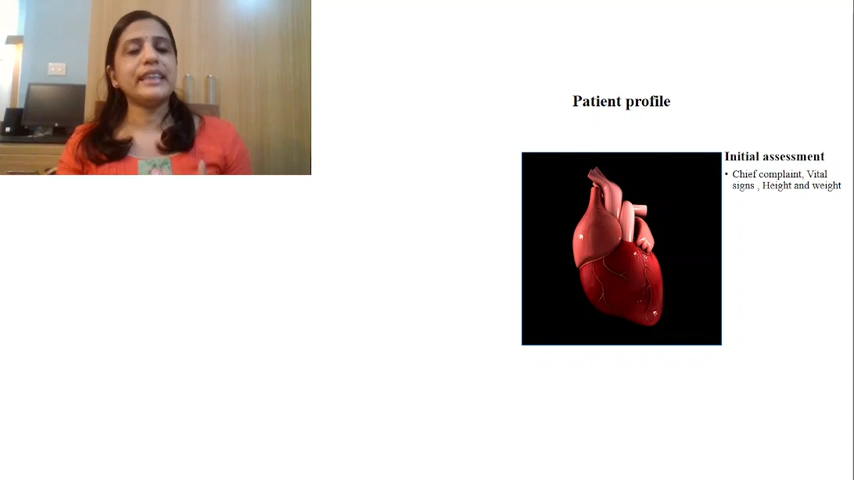 Patient profile
Initial assessment
• Chief complaint, Vital
signs , Height and weight